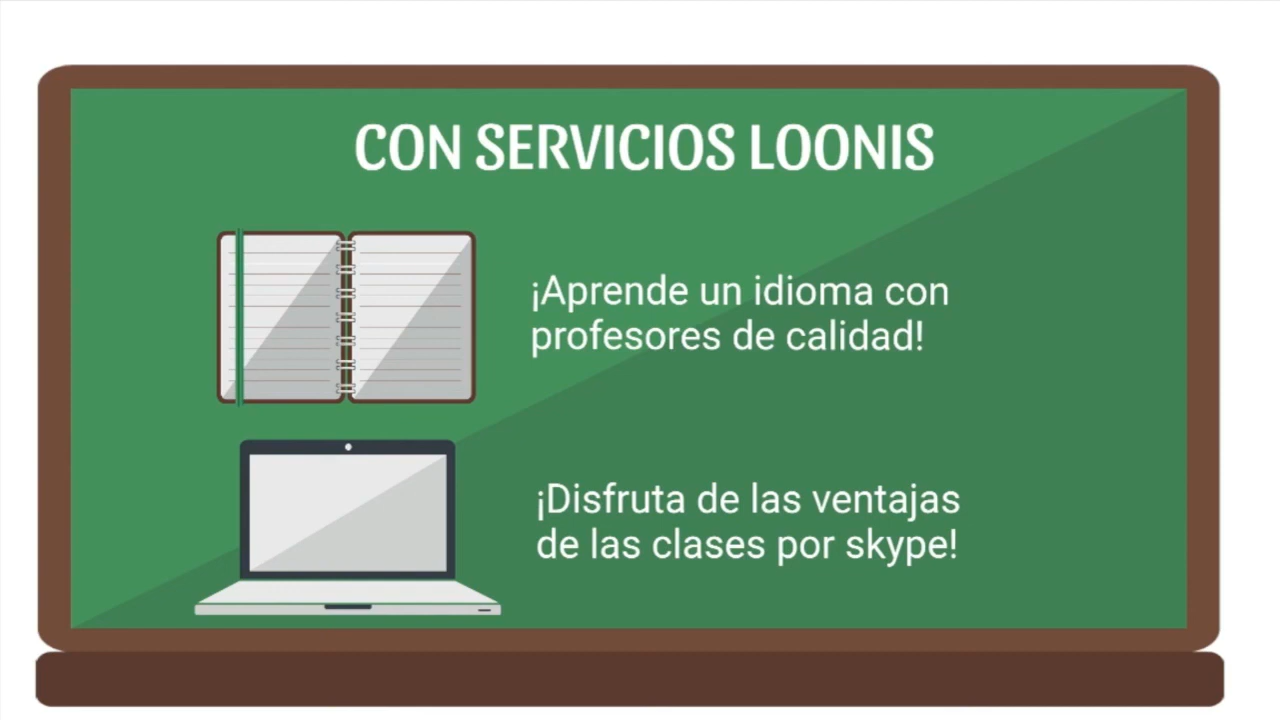 CON SERVICIOS LOONIS
¡Aprende un idioma con
profesores de calidad!
¡Disfruta de las ventajas
de las clases por skype!